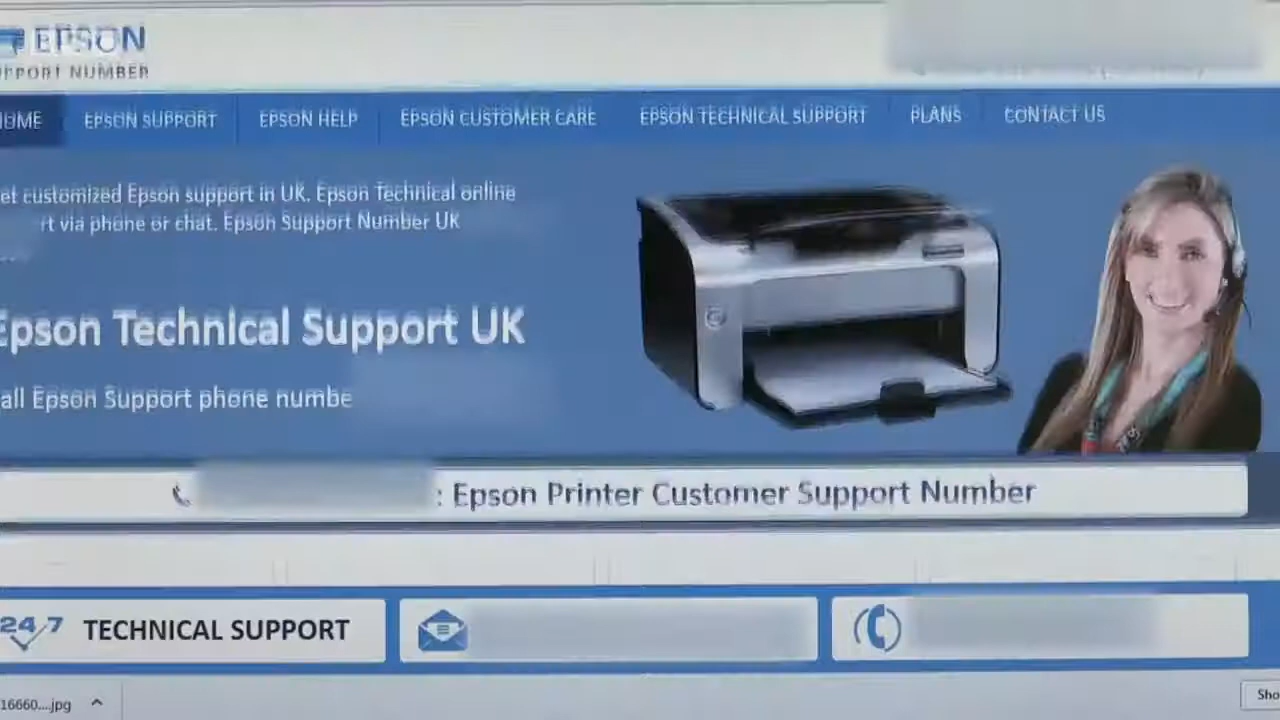 EPSON
PPORT NUMBER
HOME EPSON SUPPORT EPSON HELP EPSON CUSTOMER CARE EPSON TECHNICAL SUPPORT PLANS CONTACT US
et customized Epson support in UK. Epson Technical online
rt via phone or chat. Epson Support Number UK
Epson Technical Support UK
all Epson Support phone numbe
: Epson Printer Customer Support Number
24/7 TECHNICAL SUPPORT
16660....jpg
Sho